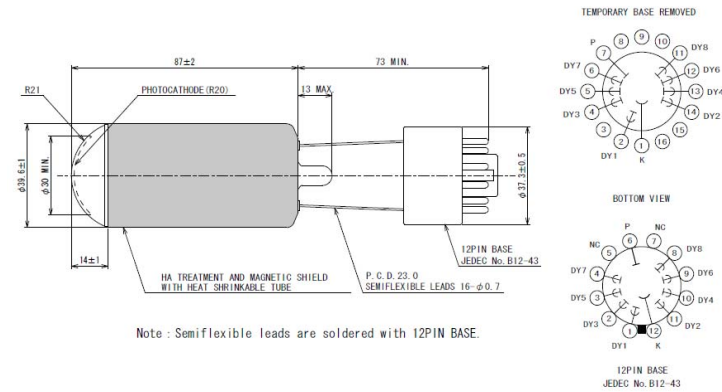 TEMPORARY BASE REMOVED
P
7
8
9
10
11
DY8
DY7
6
12
DY6
DY5
5
13
DY4
DY3
4
14
DY2
3
15
2
16
1
DY1
K
87±2
73 MIN.
13 MAX.
R21
PHOTOCATHODE(R20)
φ39.6±1
φ30 MIN.
φ37.3±0.5
14±1
HA TREATMENT AND MAGNETIC SHIELD
WITH HEAT SHRINKABLE TUBE
P.C.D.23.0
SEMIFLEXIBLE LEADS 16-φ0.7
12PIN BASE
JEDEC No.B12-43
Note : Semiflexible leads are soldered with 12PIN BASE.
BOTTOM VIEW
P
NC
6
7
NC
5
8
DY8
DY7
4
9
DY6
DY5
3
10
DY4
DY3
2
11
DY2
1
12
DY1
K
12PIN BASE
JEDEC No.B12-43